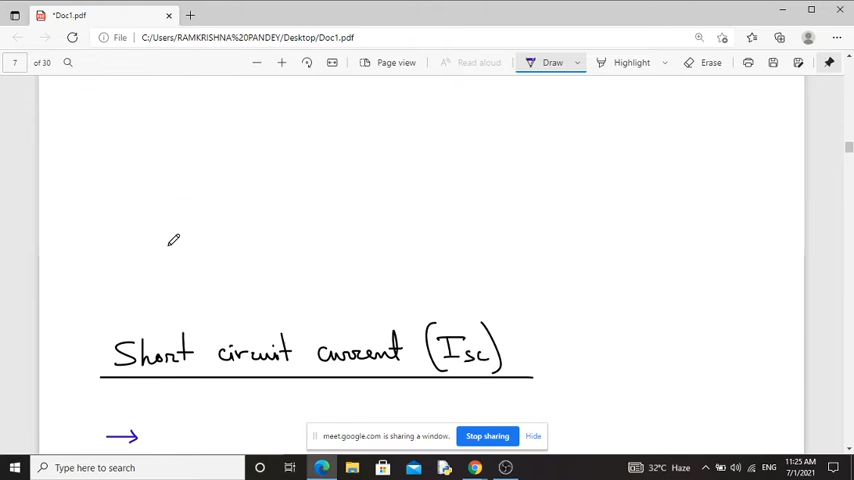 *Doc1.pdf
File C:/Users/RAMKRISHNA%20PANDEY/Desktop/Doc1.pdf
7 of 30 Page view Read aloud Draw Highlight Erase
Short circuit current (Isc)
meet.google.com is sharing a window. Stop sharing Hide
Type here to search 32°C Haze ENG 11:25 AM
7/1/2021